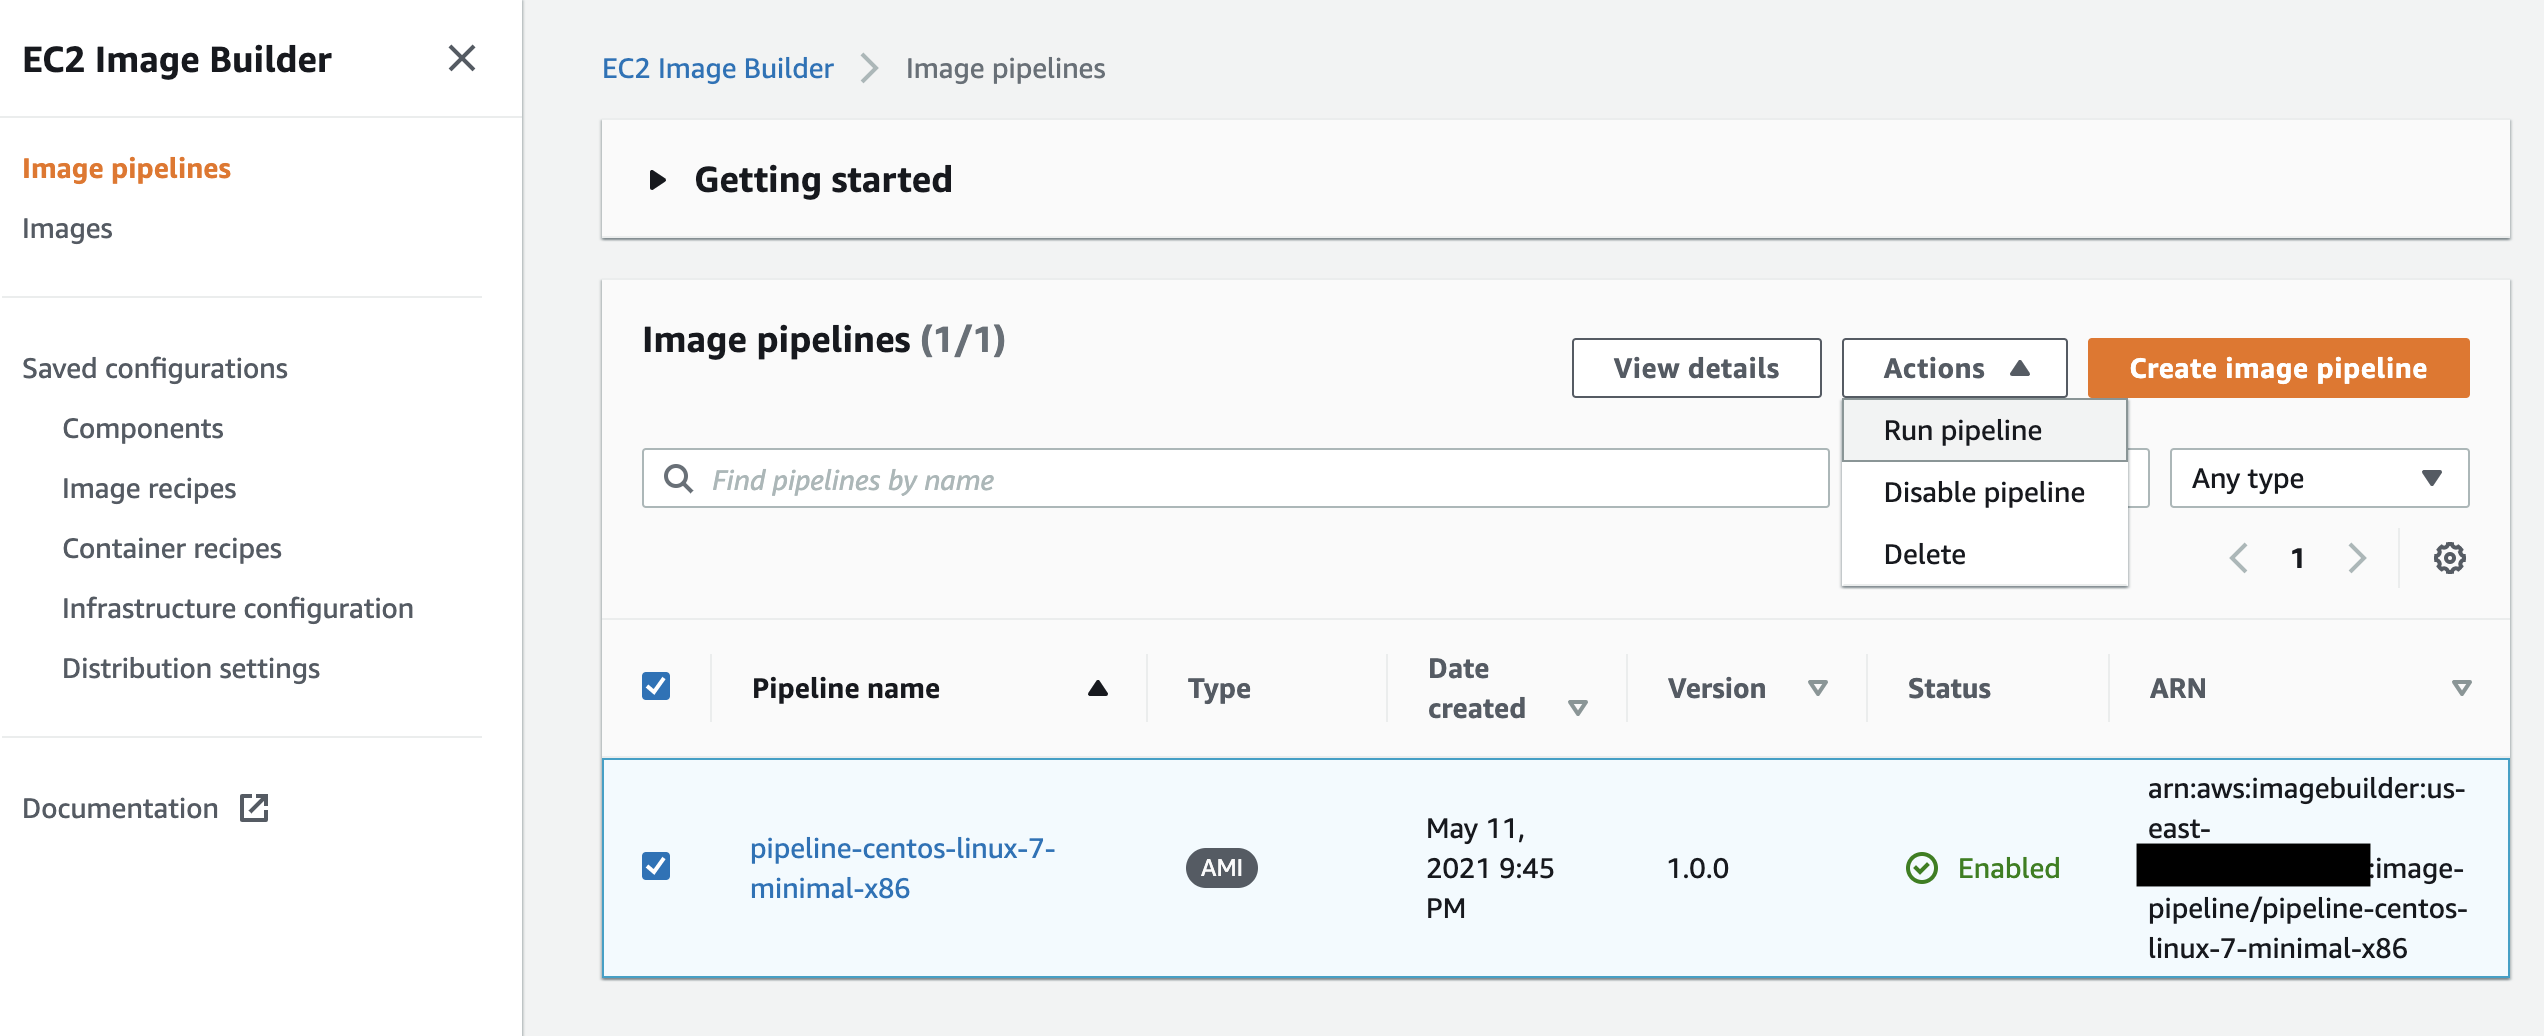 EC2 Image Builder
Image pipelines
Images
Saved configurations
Components
Image recipes
Container recipes
Infrastructure configuration
Distribution settings
Documentation
EC2 Image Builder
Image pipelines
Getting started
Image pipelines (1/1)
View details
Actions
Create image pipeline
Run pipeline
Disable pipeline
Delete
Find pipelines by name
Any type
1
Pipeline name
Type
Date
created
Version
Status
ARN
pipeline-centos-linux-7-
minimal-x86
AMI
May 11,
2021 9:45
PM
1.0.0
Enabled
arn:aws:imagebuilder:us-
east-
:image-
pipeline/pipeline-centos-
linux-7-minimal-x86